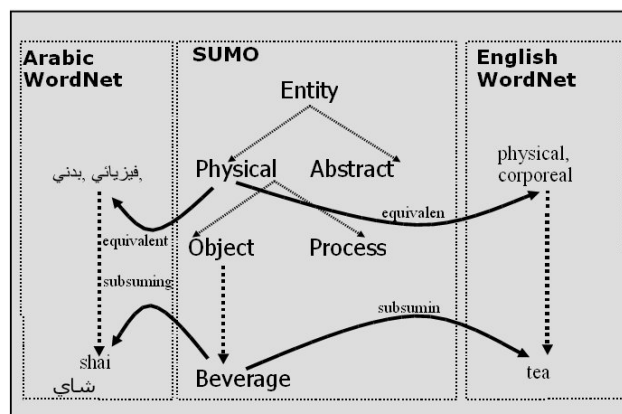 Arabic
WordNet
SUMO
English
WordNet
Entity
Physical
Abstract
فيزيائي, بدني,
physical,
corporeal
equivalent
equivalen
Object
Process
subsuming
subsumin
shai
شاي
Beverage
tea